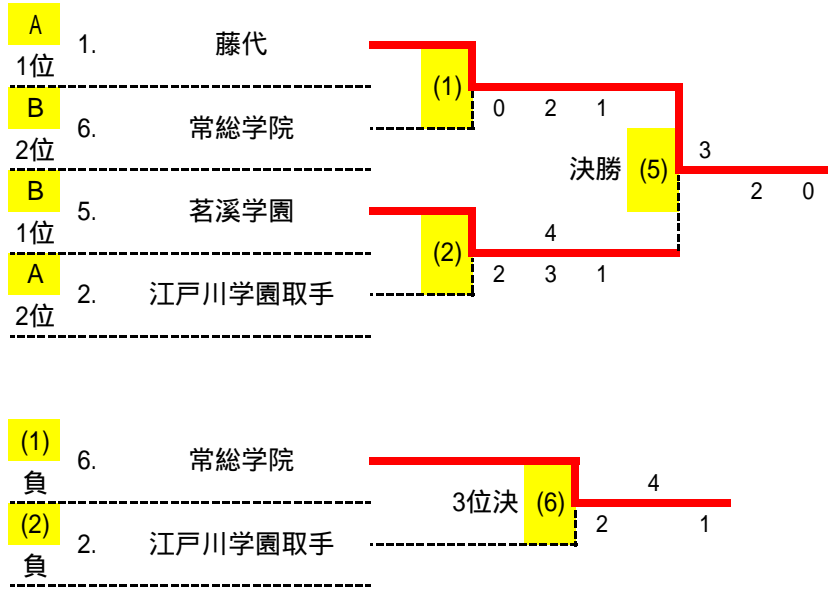 A
1位
1.
藤代
B
2位
6.
常総学院
B
1位
5.
茗溪学園
A
2位
2.
江戸川学園取手
(1)
0 2 1
(2)
4
2 3 1
決勝 (5)
3
2 0
(1)
負
6.
常総学院
(2)
負
2.
江戸川学園取手
3位決 (6)
4
2 1